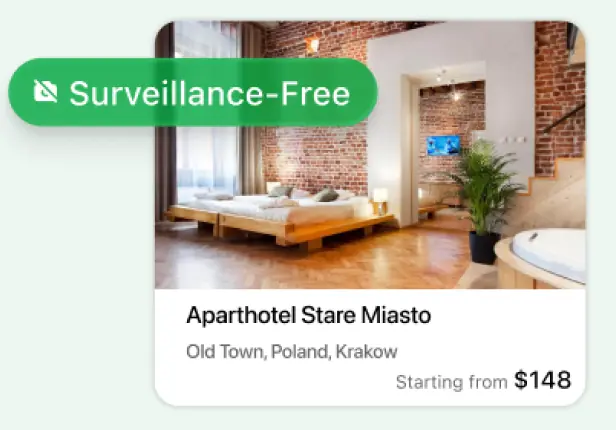 Surveillance-Free
Aparthotel Stare Miasto
Old Town, Poland, Krakow
Starting from $148